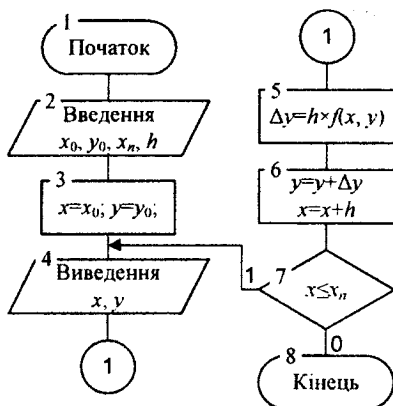 1
Початок
2
Введення
x₀, y₀, xₙ, h
3
x=x₀; y=y₀;
4
Виведення
x, y
1
1
5
Δy=h×f(x, y)
6
y=y+Δy
x=x+h
1 7
x≤xₙ
0
8
Кінець